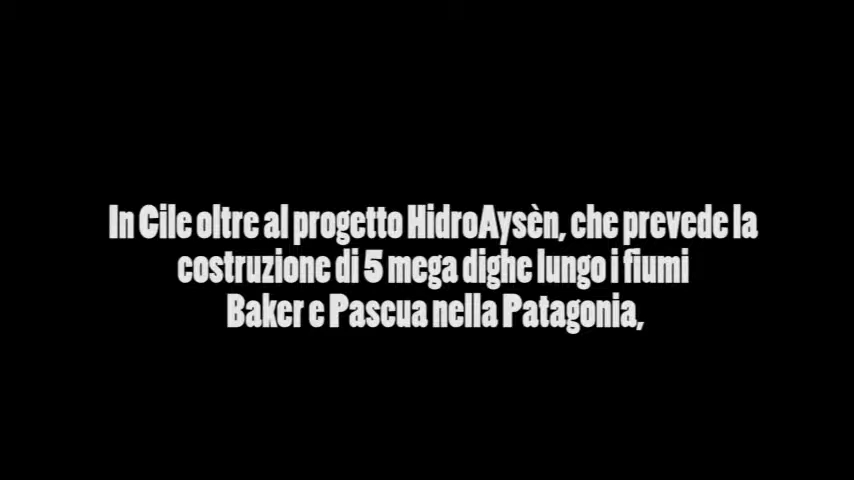 In Cile oltre al progetto HidroAysèn, che prevede la
costruzione di 5 mega dighe lungo i fiumi
Baker e Pascua nella Patagonia,